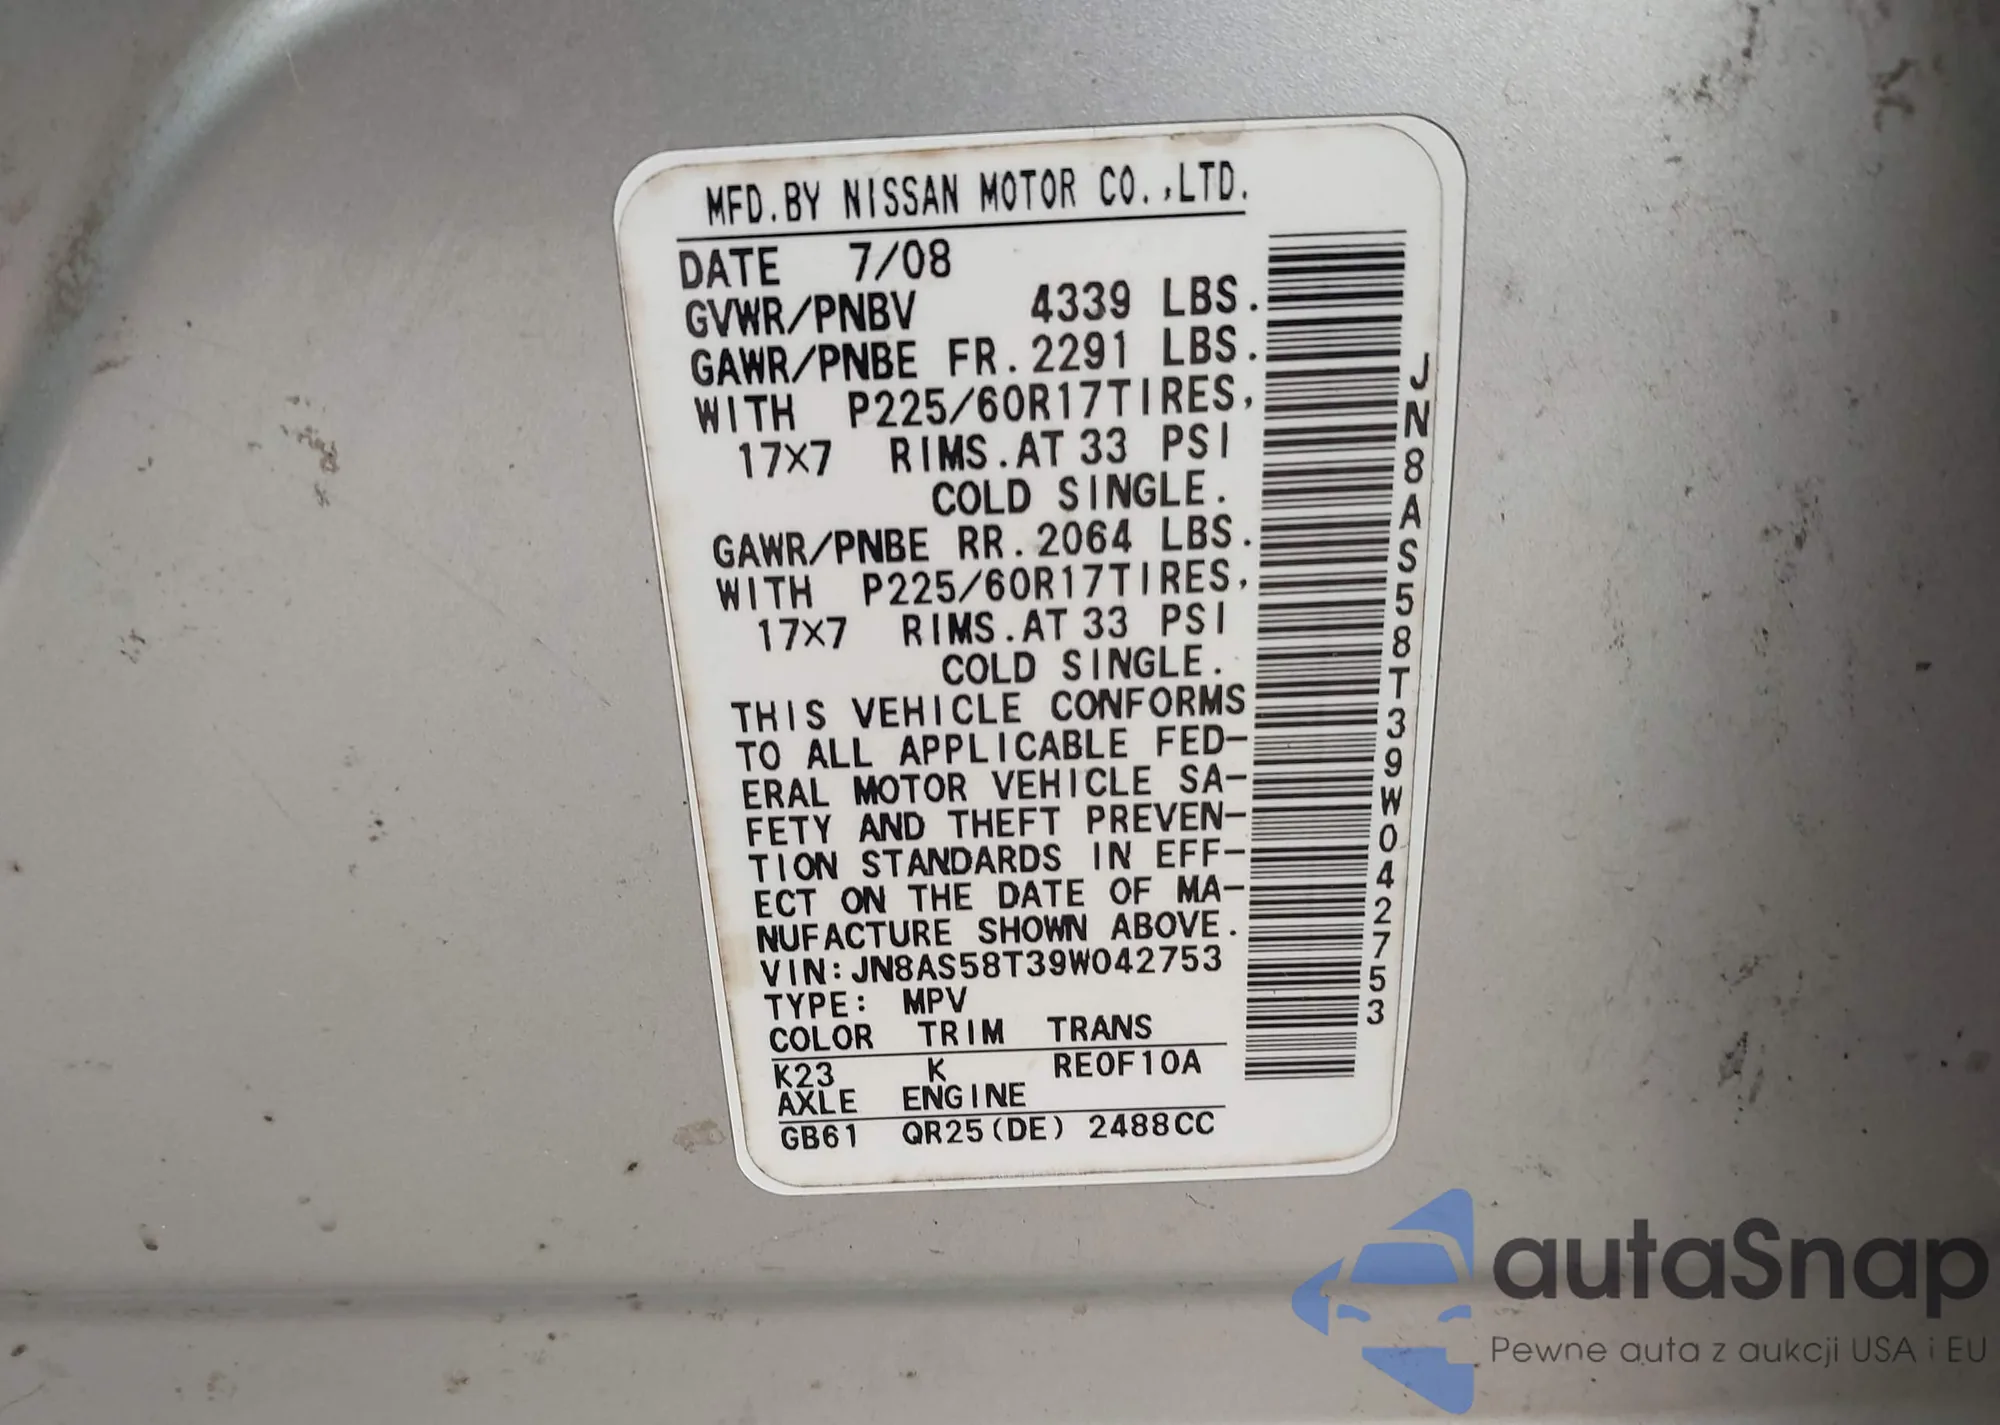 MFD.BY NISSAN MOTOR CO.,LTD.
DATE 7/08
GVWR/PNBV 4339 LBS.
GAWR/PNBE FR.2291 LBS.
WITH P225/60R17TIRES,
17X7 RIMS.AT 33 PSI
COLD SINGLE.
GAWR/PNBE RR.2064 LBS.
WITH P225/60R17TIRES,
17X7 RIMS.AT 33 PSI
COLD SINGLE.
THIS VEHICLE CONFORMS
TO ALL APPLICABLE FED-
ERAL MOTOR VEHICLE SA-
FETY AND THEFT PREVEN-
TION STANDARDS IN EFF-
ECT ON THE DATE OF MA-
NUFACTURE SHOWN ABOVE.
VIN:JN8AS58T39W042753
TYPE: MPV
COLOR TRIM TRANS
K23 K RE0F10A
AXLE ENGINE
GB61 QR25(DE) 2488CC
JN8AS58T39W042753
autaSnap
Pewne auta z aukcji USA i EU